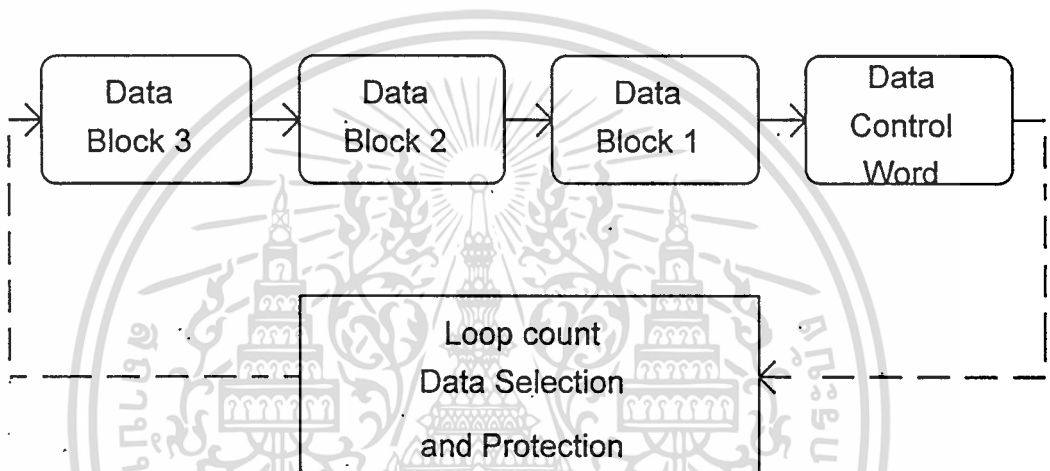 Data
Block 3
Data
Block 2
Data
Block 1
Data
Control
Word
Loop count
Data Selection
and Protection